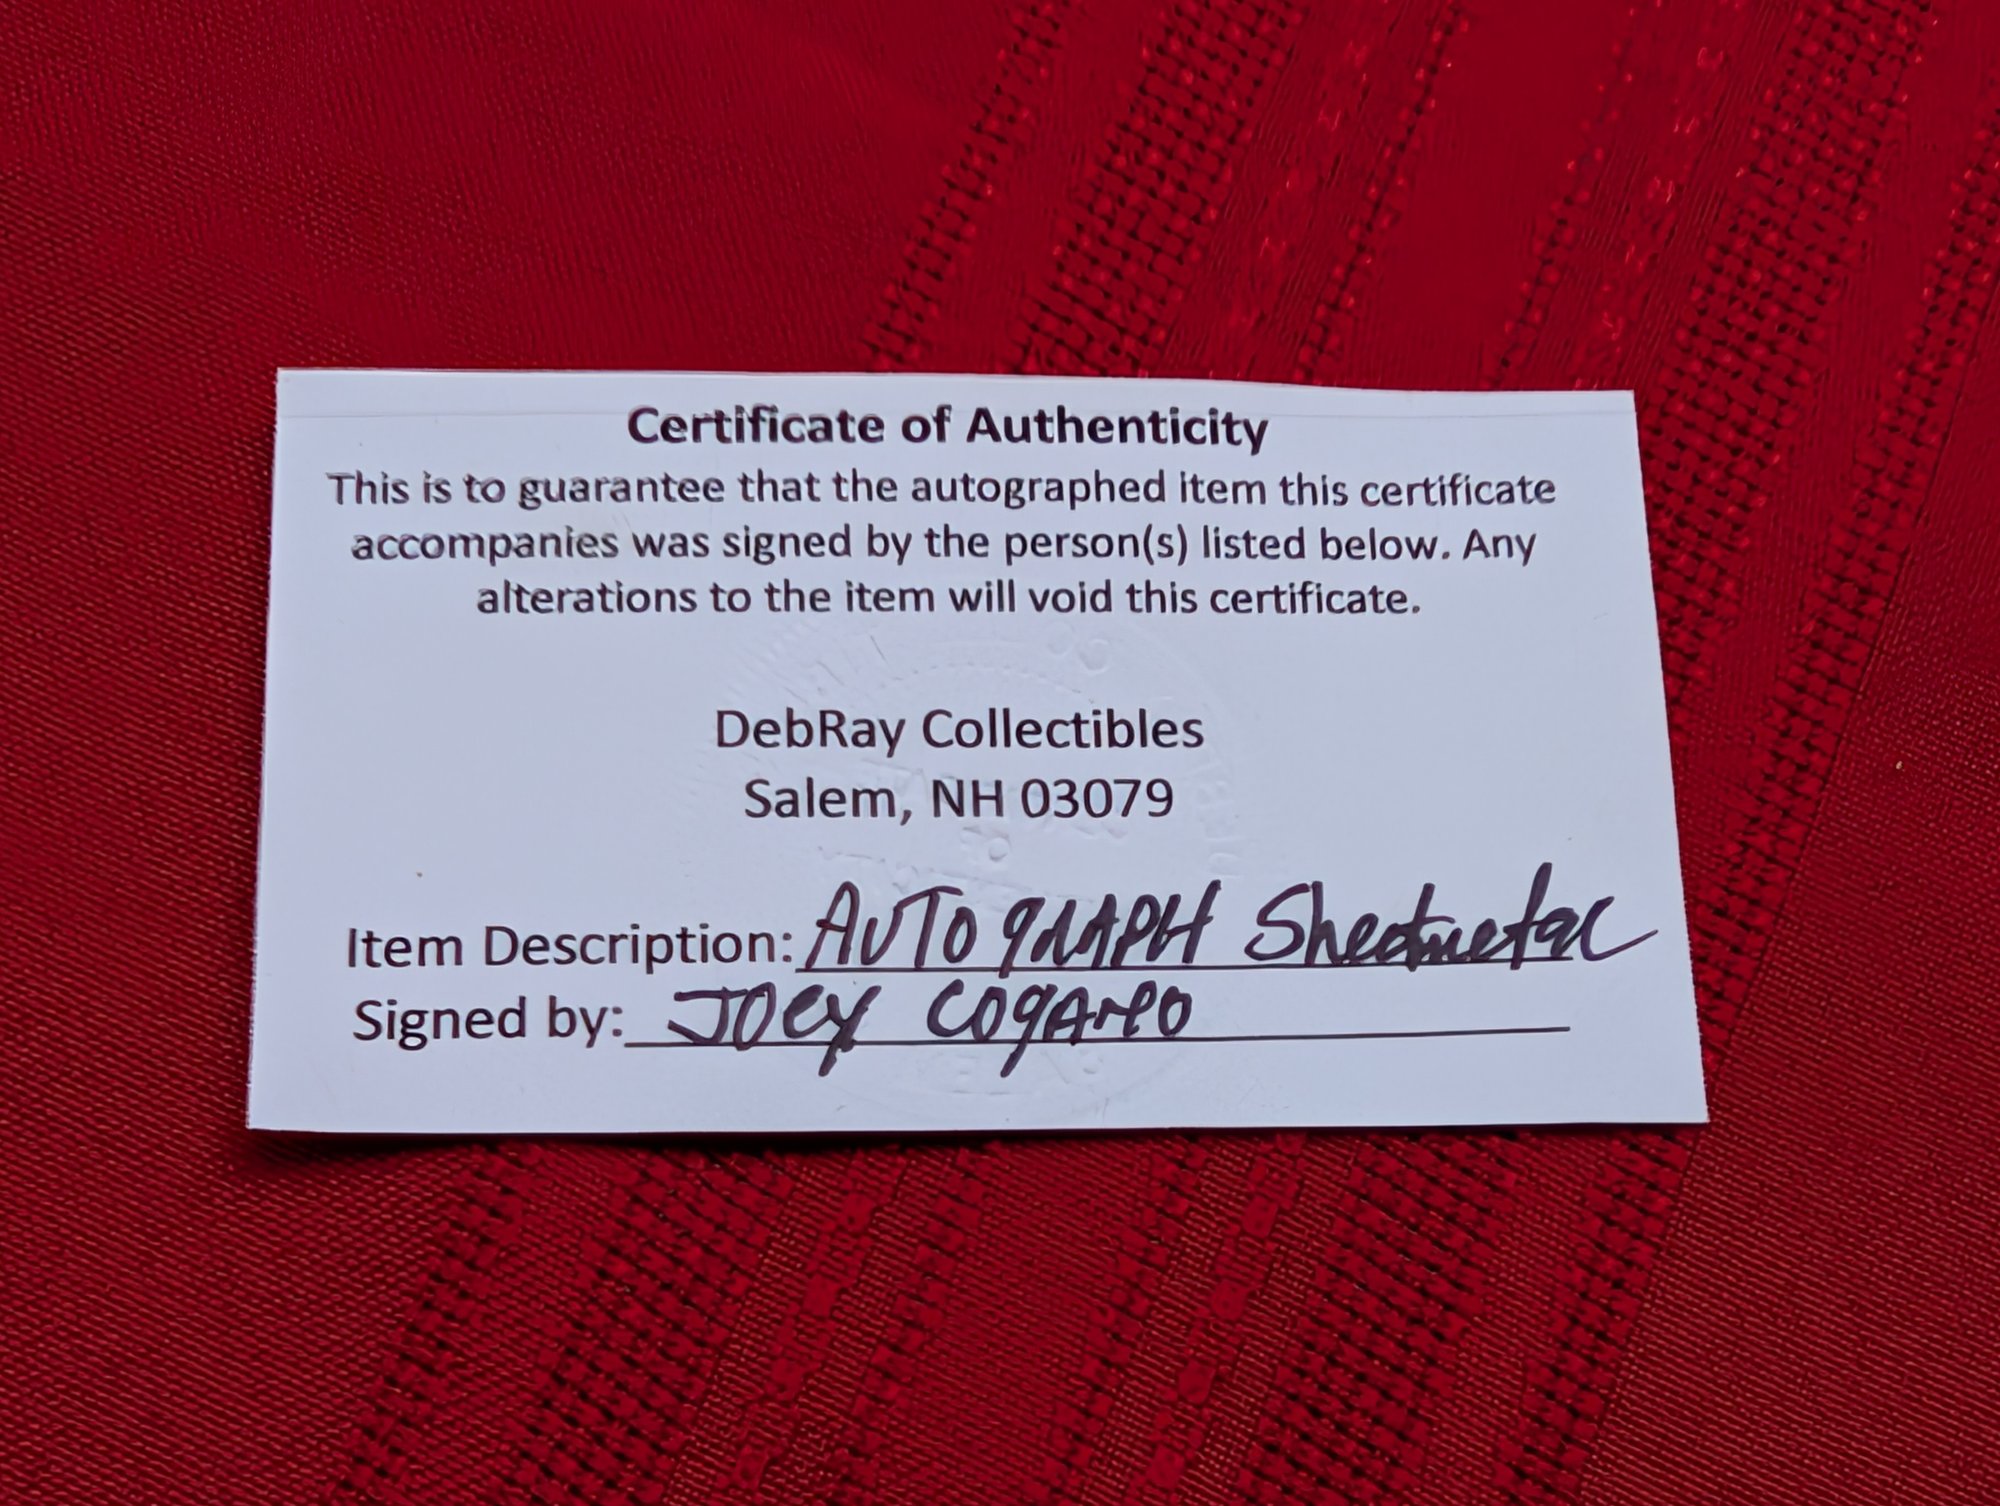 Certificate of Authenticity
This is to guarantee that the autographed item this certificate
accompanies was signed by the person(s) listed below. Any
alterations to the item will void this certificate.
DebRay Collectibles
Salem, NH 03079
Item Description: AUTOGRAPH Sheetmetal
Signed by: JOEY COGANO